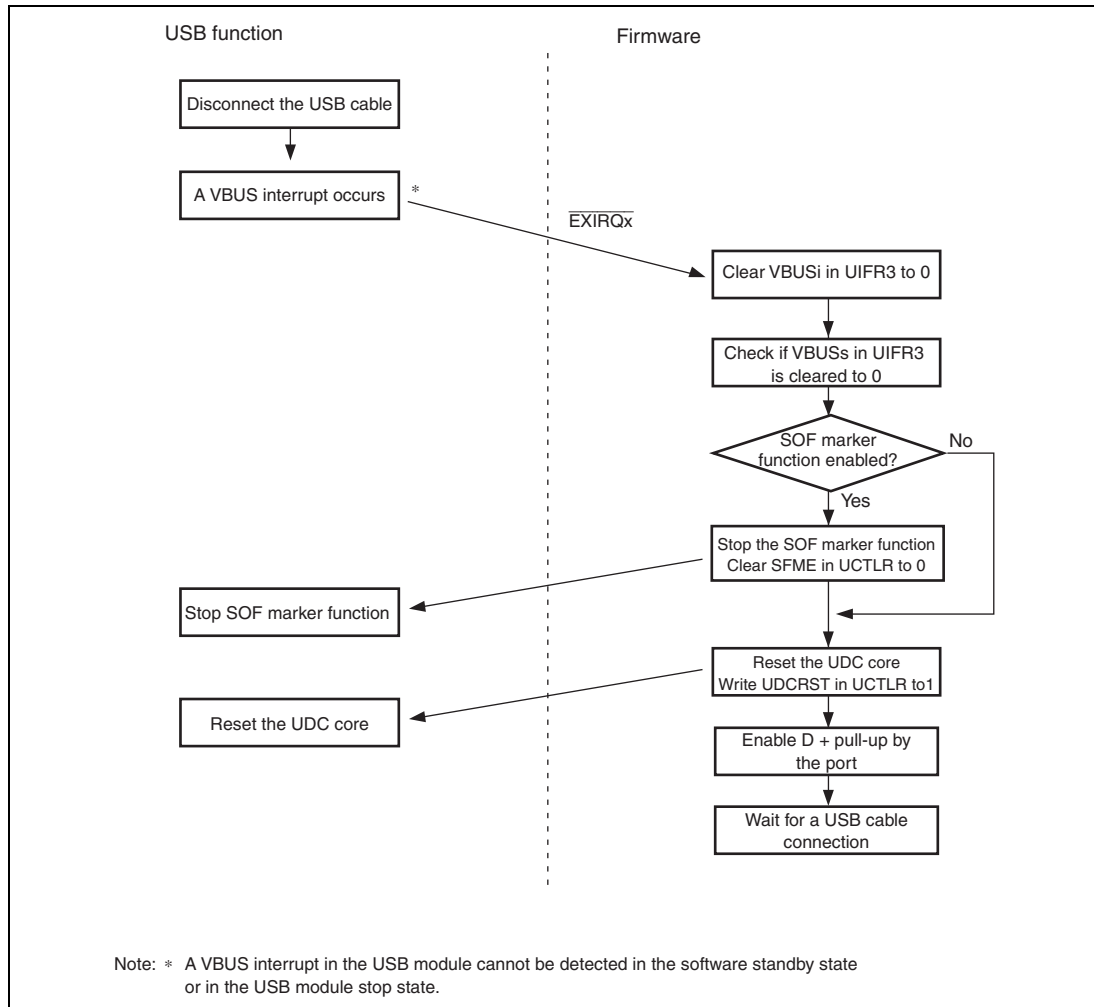 USB function
Firmware
Disconnect the USB cable
A VBUS interrupt occurs
*
EXIRQx
Clear VBUSi in UIFR3 to 0
Check if VBUSs in UIFR3
is cleared to 0
SOF marker
function enabled?
No
Yes
Stop the SOF marker function
Clear SFME in UCTLR to 0
Stop SOF marker function
Reset the UDC core
Write UDCRST in UCTLR to1
Reset the UDC core
Enable D + pull-up by
the port
Wait for a USB cable
connection
Note: * A VBUS interrupt in the USB module cannot be detected in the software standby state
or in the USB module stop state.